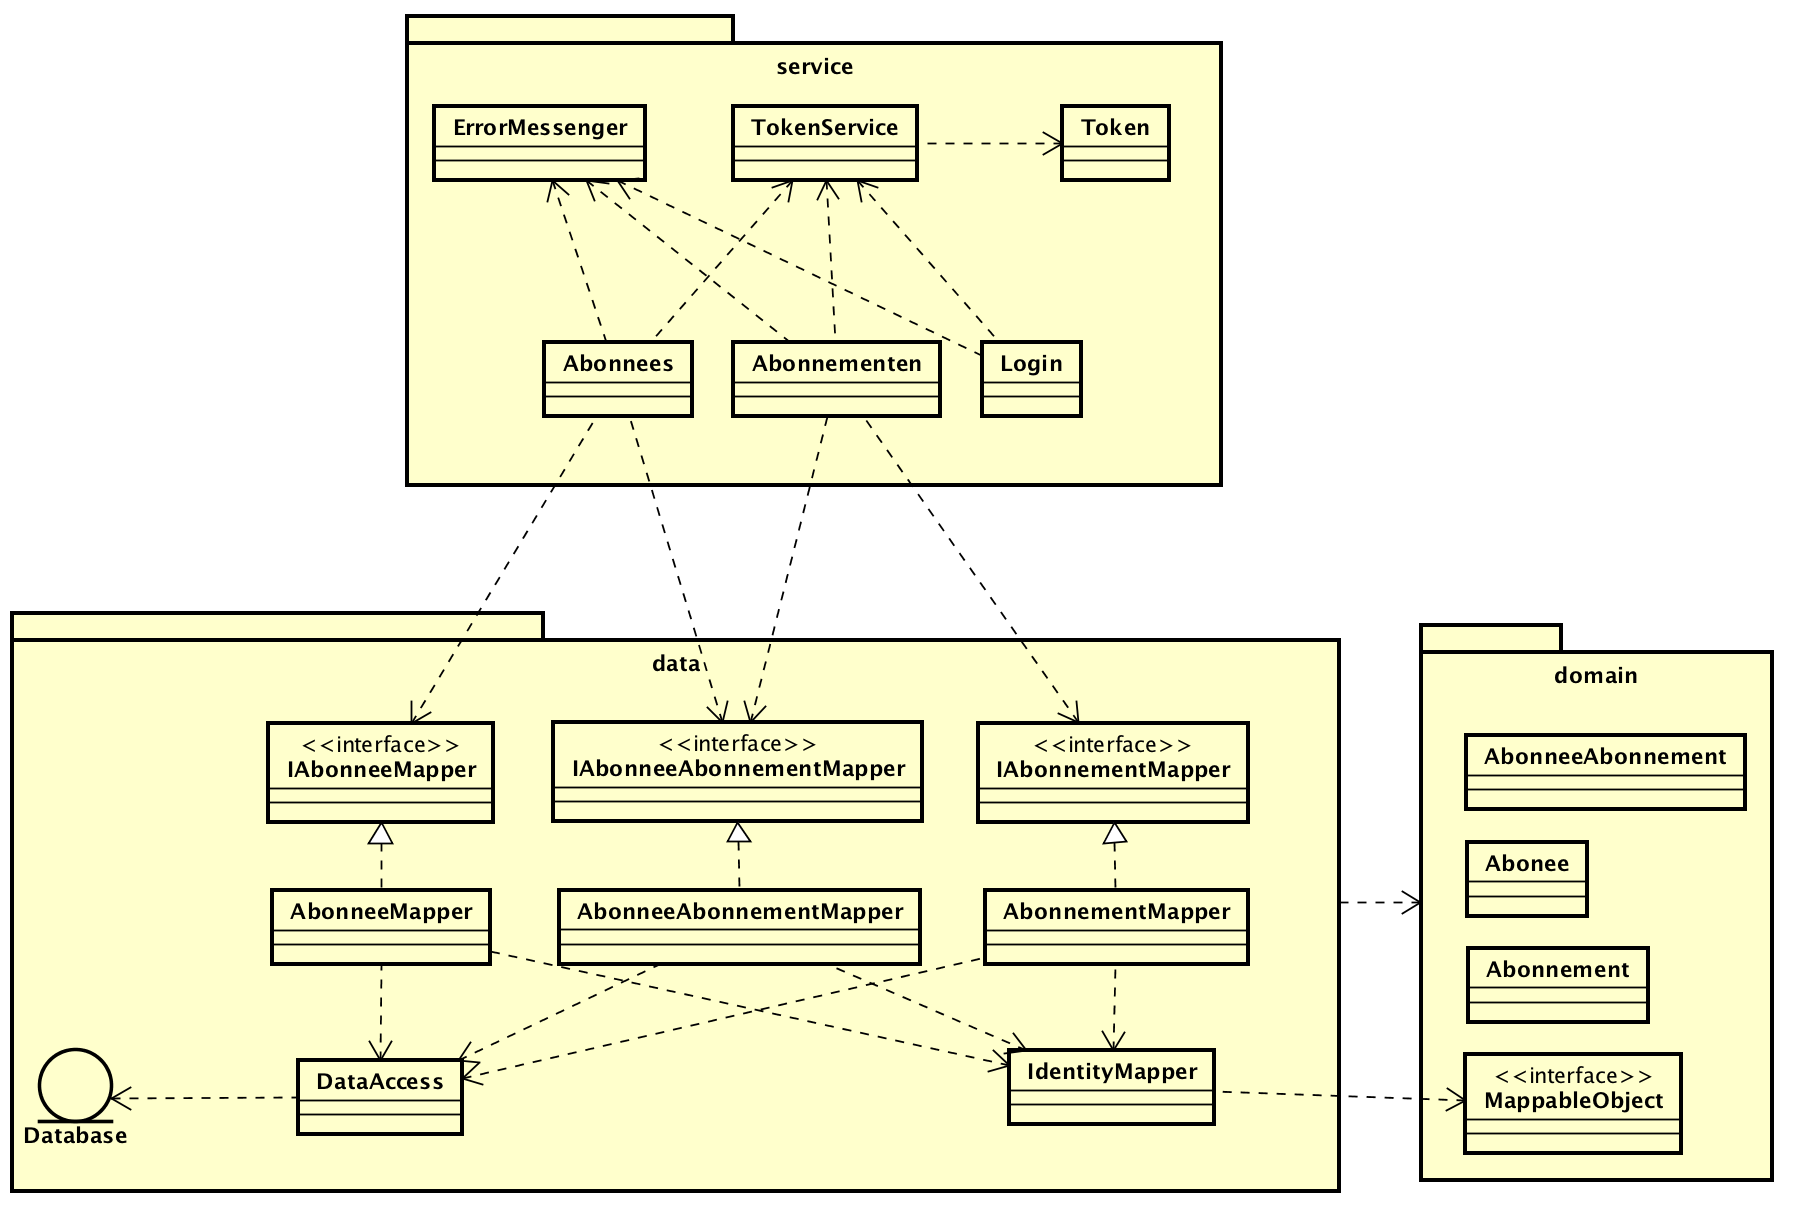 service
ErrorMessenger
TokenService
Token
Abonnees
Abonnementen
Login
data
<<interface>>
IAbonneeMapper
<<interface>>
IAbonneeAbonnementMapper
<<interface>>
IAbonnementMapper
AbonneeMapper
AbonneeAbonnementMapper
AbonnementMapper
DataAccess
IdentityMapper
Database
domain
AbonneeAbonnement
Abonee
Abonnement
<<interface>>
MappableObject